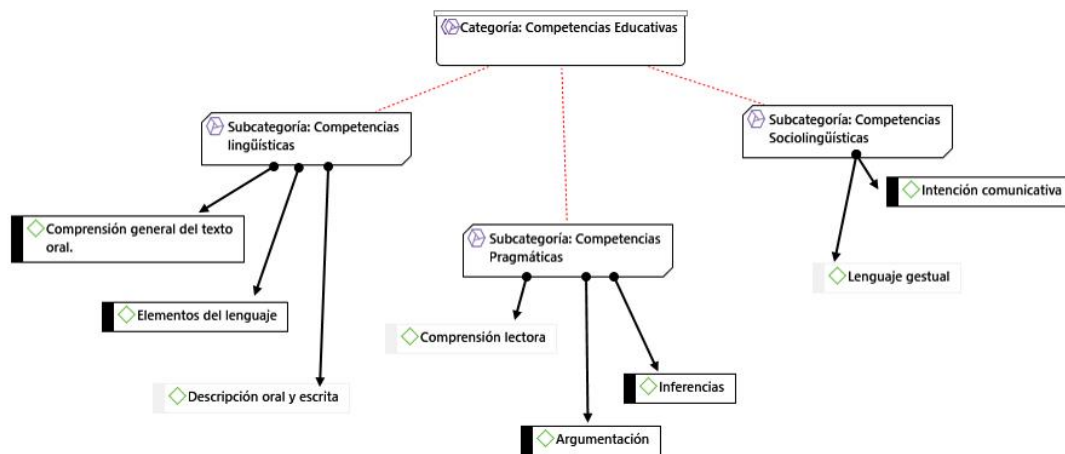 Categoría: Competencias Educativas
Subcategoría: Competencias
lingüísticas
Subcategoría: Competencias
Sociolingüísticas
Intención comunicativa
Comprensión general del texto
oral.
Subcategoría: Competencias
Pragmáticas
Lenguaje gestual
Elementos del lenguaje
Comprensión lectora
Descripción oral y escrita
Inferencias
Argumentación